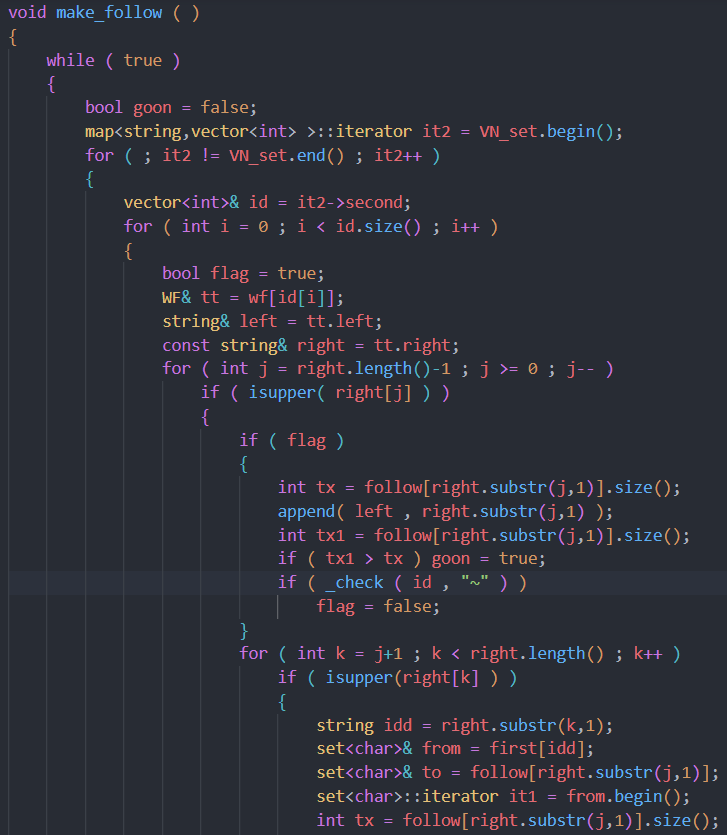 void make_follow ( )
{
    while ( true )
    {
        bool goon = false;
        map<string,vector<int> >::iterator it2 = VN_set.begin();
        for ( ; it2 != VN_set.end() ; it2++ )
        {
            vector<int>& id = it2->second;
            for ( int i = 0 ; i < id.size() ; i++ )
            {
                bool flag = true;
                WF& tt = wf[id[i]];
                string& left = tt.left;
                const string& right = tt.right;
                for ( int j = right.length()-1 ; j >= 0 ; j-- )
                    if ( isupper( right[j] ) )
                    {
                        if ( flag )
                        {
                            int tx = follow[right.substr(j,1)].size();
                            append( left , right.substr(j,1) );
                            int tx1 = follow[right.substr(j,1)].size();
                            if ( tx1 > tx ) goon = true;
                            if ( _check ( id , "~" ) )
                                flag = false;
                        }
                        for ( int k = j+1 ; k < right.length() ; k++ )
                            if ( isupper(right[k] ) )
                            {
                                string idd = right.substr(k,1);
                                set<char>& from = first[idd];
                                set<char>& to = follow[right.substr(j,1)];
                                set<char>::iterator it1 = from.begin();
                                int tx = follow[right.substr(j,1)].size();